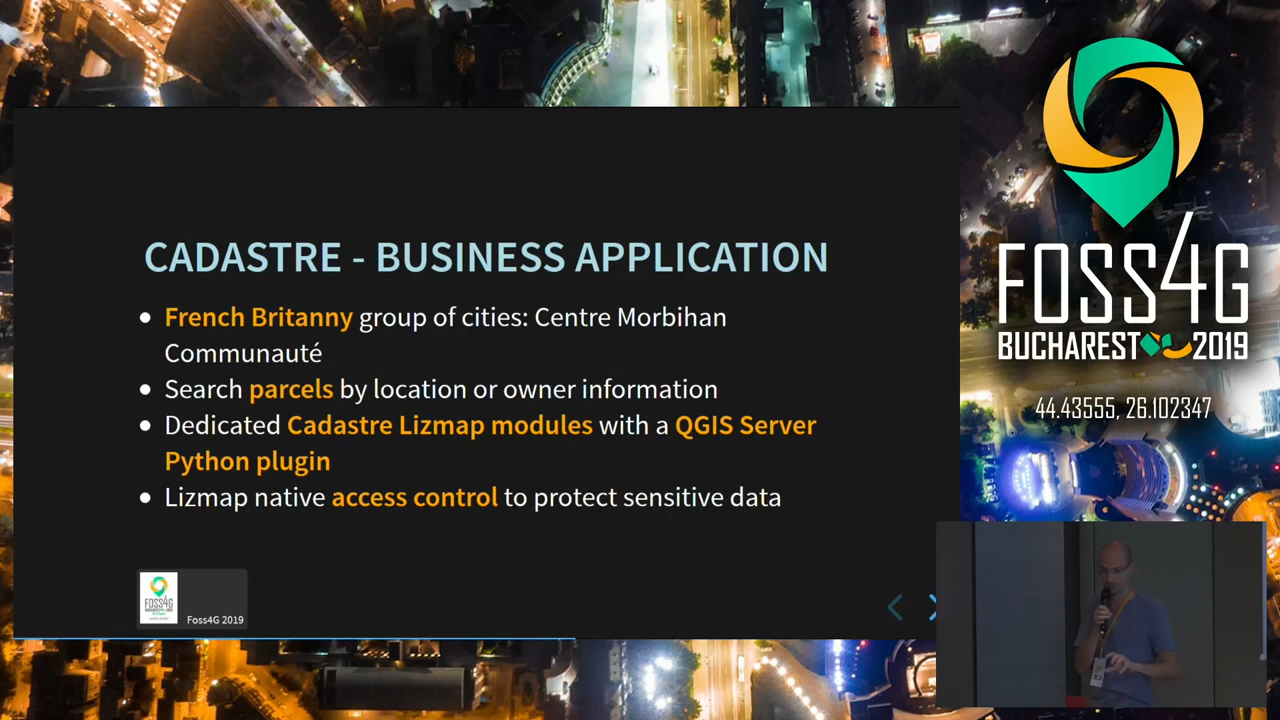 CADASTRE - BUSINESS APPLICATION
French Britanny group of cities: Centre Morbihan
Communauté
Search parcels by location or owner information
Dedicated Cadastre Lizmap modules with a QGIS Server
Python plugin
Lizmap native access control to protect sensitive data
FOSS4G
Foss4G 2019
FOSS4G
BUCHAREST 2019
44.43555, 26.102347